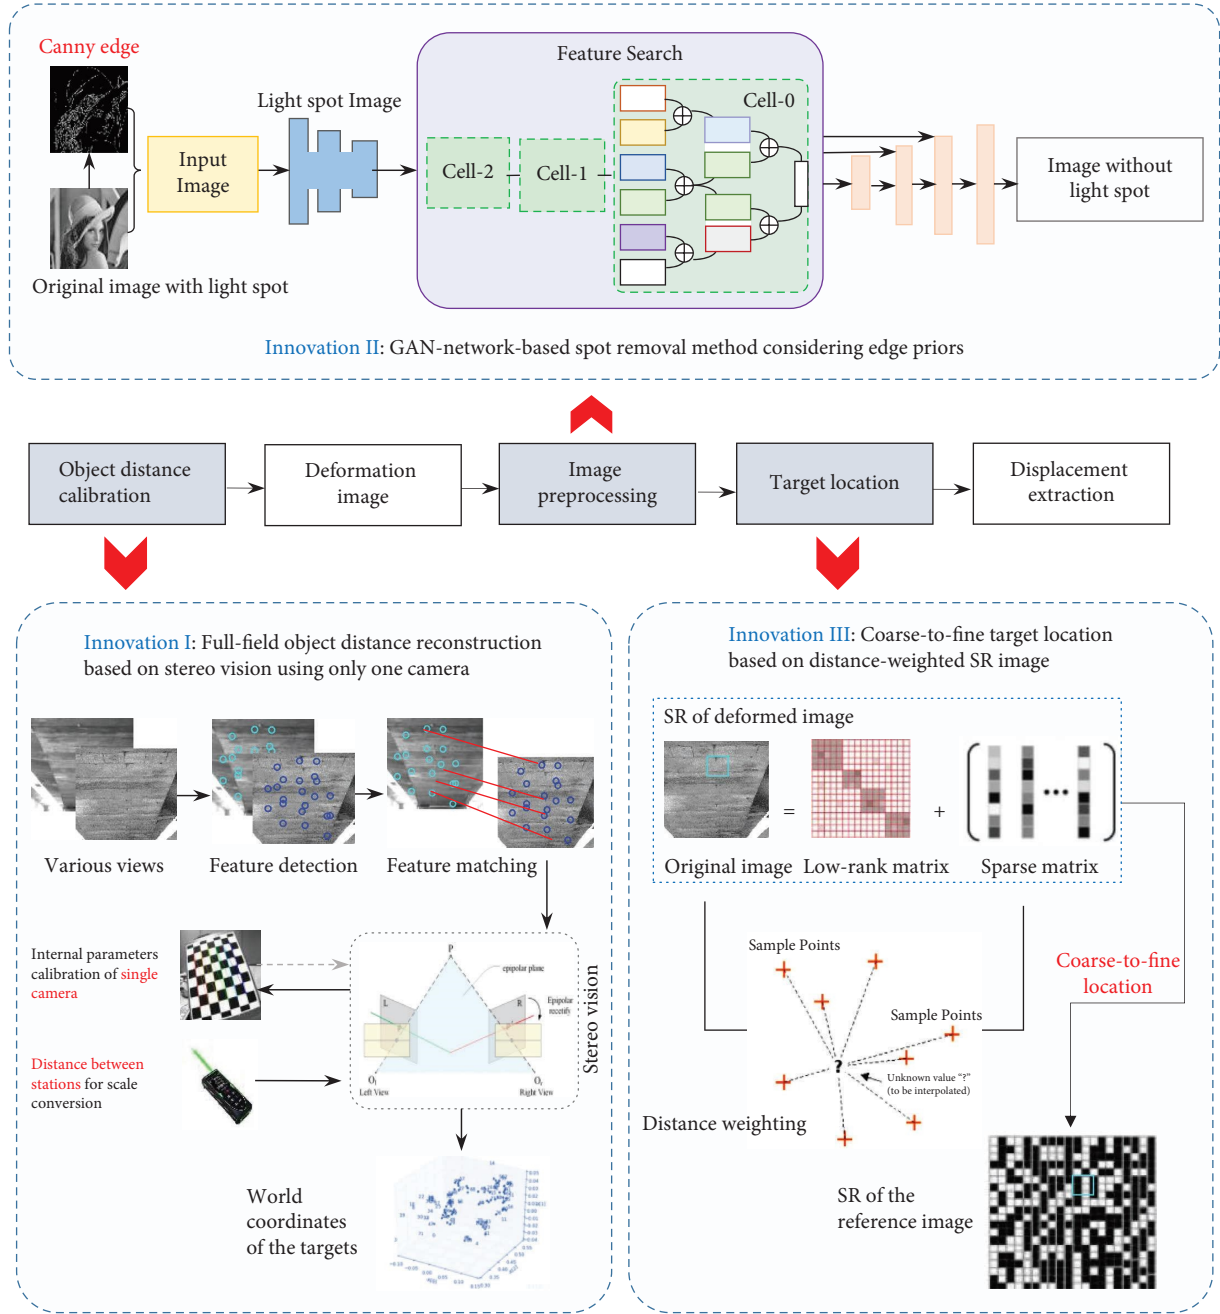 Canny edge
Original image with light spot
Input
Image
Light spot Image
Feature Search
Cell-2
Cell-1
Cell-0
Image without
light spot
Innovation II: GAN-network-based spot removal method considering edge priors
Object distance
calibration
Deformation
image
Image
preprocessing
Target location
Displacement
extraction
Innovation I: Full-field object distance reconstruction
based on stereo vision using only one camera
Various views
Feature detection
Feature matching
Internal parameters
calibration of single
camera
Distance between
stations for scale
conversion
P
epipolar plane
L
R
Epipolar
rectify
Ol
Left View
Or
Right View
Stereo vision
World
coordinates
of the targets
Innovation III: Coarse-to-fine target location
based on distance-weighted SR image
SR of deformed image
=
+
Original image
Low-rank matrix
Sparse matrix
Sample Points
Sample Points
?
Unknown value "?"
(to be interpolated)
Distance weighting
Coarse-to-fine
location
SR of the
reference image